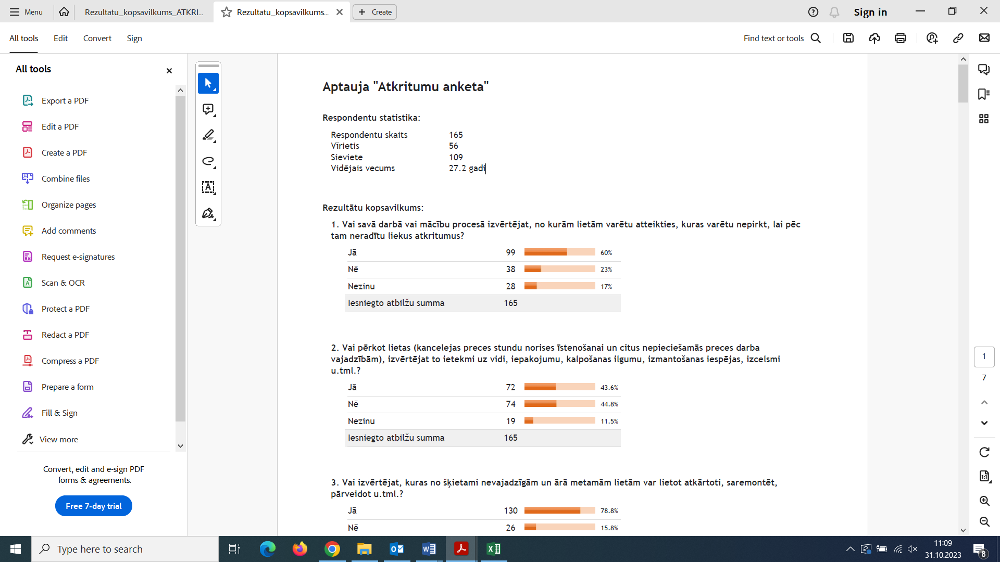 Menu
Rezultatu_kopsavilkums_ATKRI...
Rezultatu_kopsavilkums...
Create
Sign in
All tools
Edit
Convert
Sign
Find text or tools
All tools
Export a PDF
Edit a PDF
Create a PDF
Combine files
Organize pages
Add comments
Request e-signatures
Scan & OCR
Protect a PDF
Redact a PDF
Compress a PDF
Prepare a form
Fill & Sign
View more
Convert, edit and e-sign PDF
forms & agreements.
Free 7-day trial
Aptauja "Atkritumu anketa"
Respondentu statistika:
Respondentu skaits 165
Vīrietis 56
Sieviete 109
Vidējais vecums 27.2 gadi
Rezultātu kopsavilkums:
1. Vai savā darbā vai mācību procesā izvērtējat, no kurām lietām varētu atteikties, kuras varētu nepirkt, lai pēc
tam neradītu liekus atkritumus?
Jā 99 60%
Nē 38 23%
Nezinu 28 17%
Iesniegto atbilžu summa 165
2. Vai pērkot lietas (kancelejas preces stundu norises īstenošanai un citus nepieciešamās preces darba
vajadzībām), izvērtējat to ietekmi uz vidi, iepakojumu, kalpošanas ilgumu, izmantošanas iespējas, izcelsmi
u.tml.?
Jā 72 43.6%
Nē 74 44.8%
Nezinu 19 11.5%
Iesniegto atbilžu summa 165
3. Vai izvērtējat, kuras no šķietami nevajadzīgām un ārā metamām lietām var lietot atkārtoti, saremontēt,
pārveidot u.tml.?
Jā 130 78.8%
Nē 26 15.8%
1
7
1:1
Type here to search
11:09
31.10.2023
8